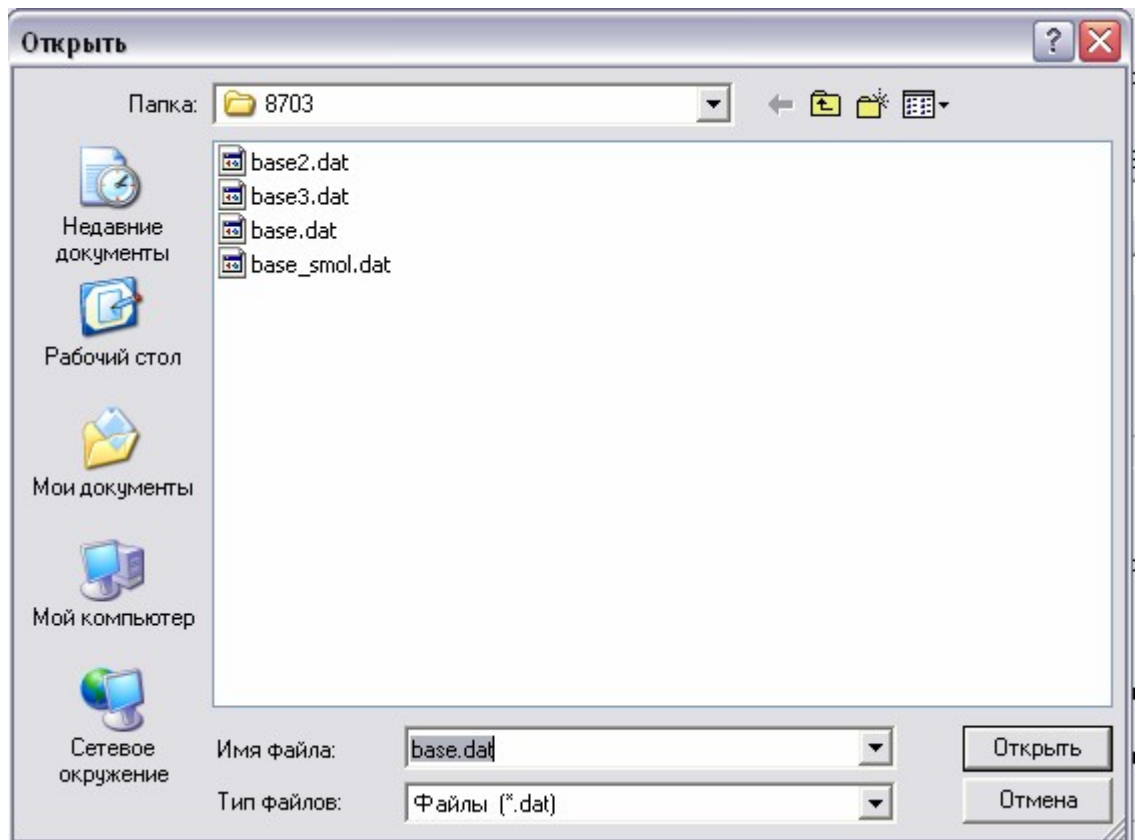 Открыть
?
Папка: 8703
base2.dat
base3.dat
base.dat
base_smol.dat
Недавние
документы
Рабочий стол
Мои документы
Мой компьютер
Сетевое
окружение
Имя файла: base.dat Открыть
Тип файлов: Файлы (*.dat) Отмена